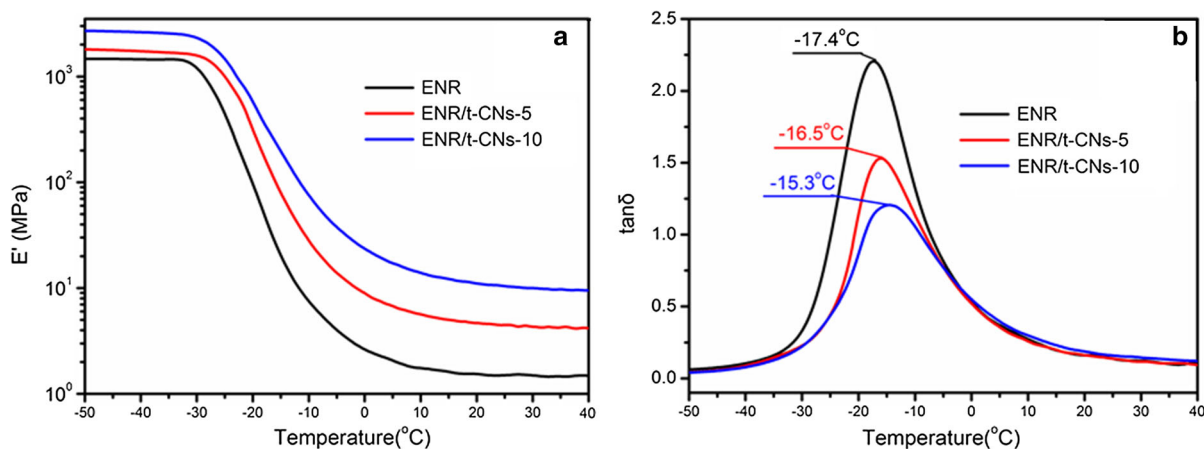 a
E' (MPa)
10³
10²
10¹
10⁰
ENR
ENR/t-CNs-5
ENR/t-CNs-10
-50 -40 -30 -20 -10 0 10 20 30 40
Temperature(°C)
b
tanδ
2.5
2.0
1.5
1.0
0.5
0.0
-17.4°C
-16.5°C
-15.3°C
ENR
ENR/t-CNs-5
ENR/t-CNs-10
-50 -40 -30 -20 -10 0 10 20 30 40
Temperature(°C)